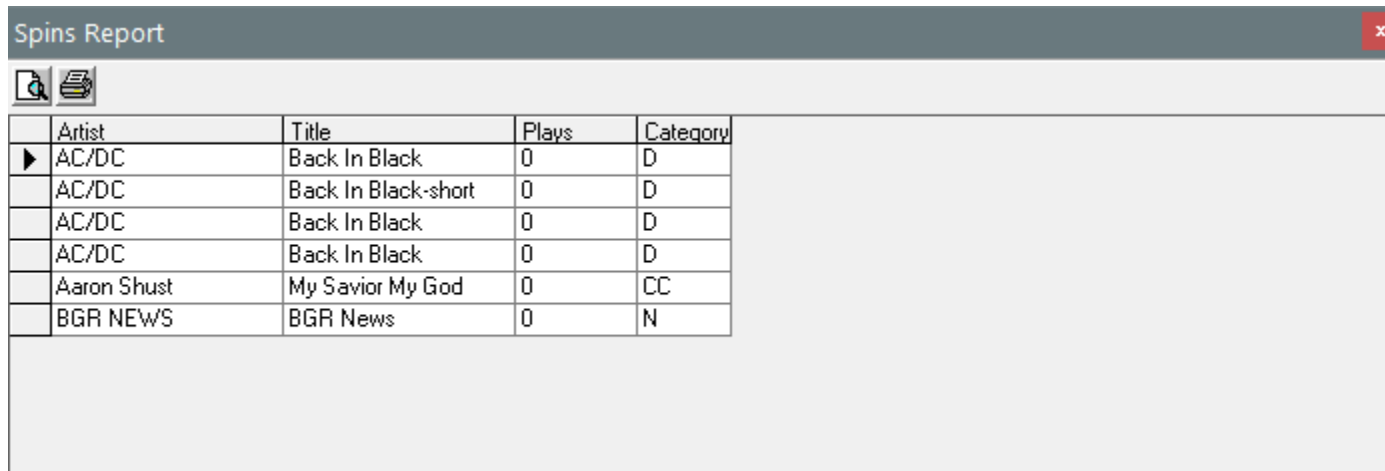 Spins Report
x
Artist Title Plays Category
AC/DC Back In Black 0 D
AC/DC Back In Black-short 0 D
AC/DC Back In Black 0 D
AC/DC Back In Black 0 D
Aaron Shust My Savior My God 0 CC
BGR NEWS BGR News 0 N